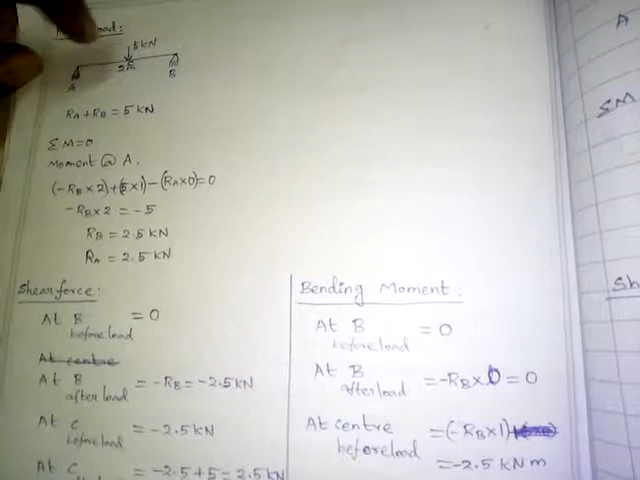 oad:
5KN
2m
A
B
RA + RB = 5 KN
ΣM=0
Moment @ A,
(-RB × 2)+(5×1)-(RA×0)=0
-RB×2 = -5
RB = 2.5 KN
RA = 2.5 KN
Shear force:
At B before load = 0
At centre
At B after load = -RB = -2.5 KN
At C before load = -2.5 KN
At C = -2.5+5 = 2.5 KN
Bending Moment:
At B before load = 0
At B after load = -RB × 0 = 0
At centre before load = (-RB×1)
= -2.5 KN m
A
ΣM
Sh